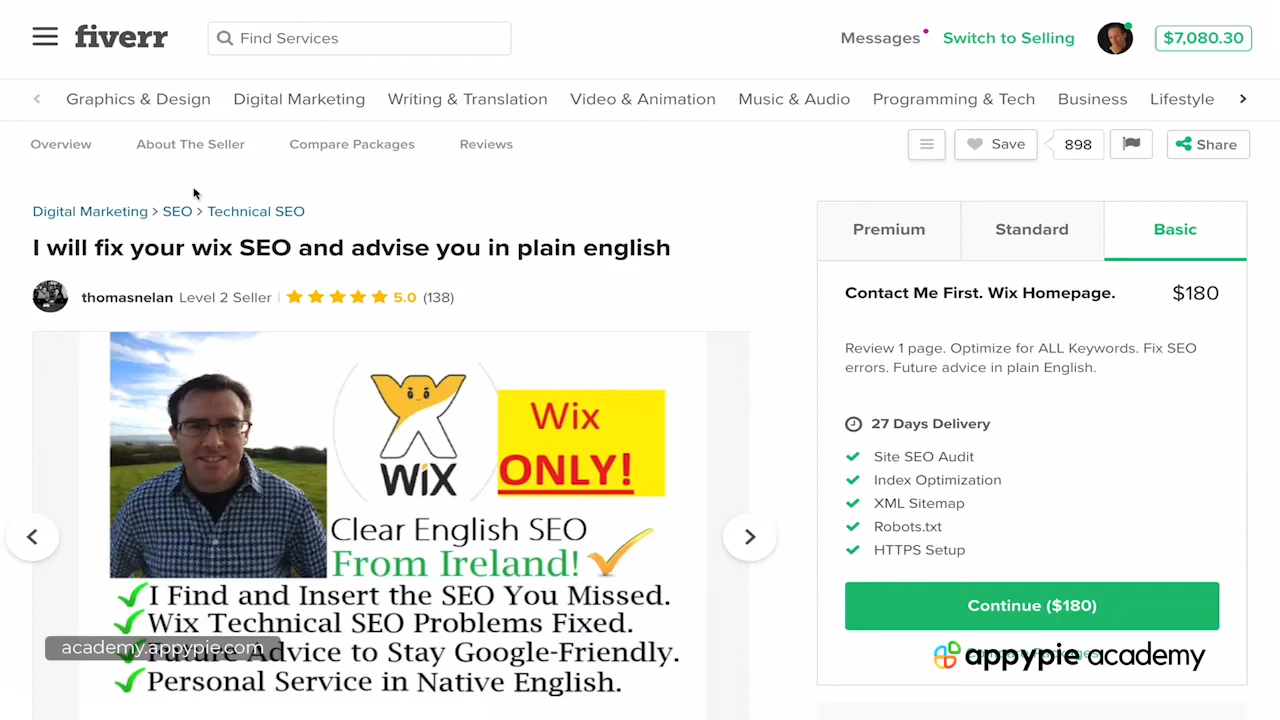 fiverr
Find Services
Messages
Switch to Selling
$7,080.30
Graphics & Design
Digital Marketing
Writing & Translation
Video & Animation
Music & Audio
Programming & Tech
Business
Lifestyle
Overview
About The Seller
Compare Packages
Reviews
Save
898
Share
Digital Marketing > SEO > Technical SEO
I will fix your wix SEO and advise you in plain english
thomasnelan Level 2 Seller 5.0 (138)
WiX
Wix
ONLY!
Clear English SEO
From Ireland!
I Find and Insert the SEO You Missed.
Wix Technical SEO Problems Fixed.
Future Advice to Stay Google-Friendly.
Personal Service in Native English.
academy.appypie.com
Premium
Standard
Basic
Contact Me First. Wix Homepage. $180
Review 1 page. Optimize for ALL Keywords. Fix SEO
errors. Future advice in plain English.
27 Days Delivery
Site SEO Audit
Index Optimization
XML Sitemap
Robots.txt
HTTPS Setup
Continue ($180)
appypie academy